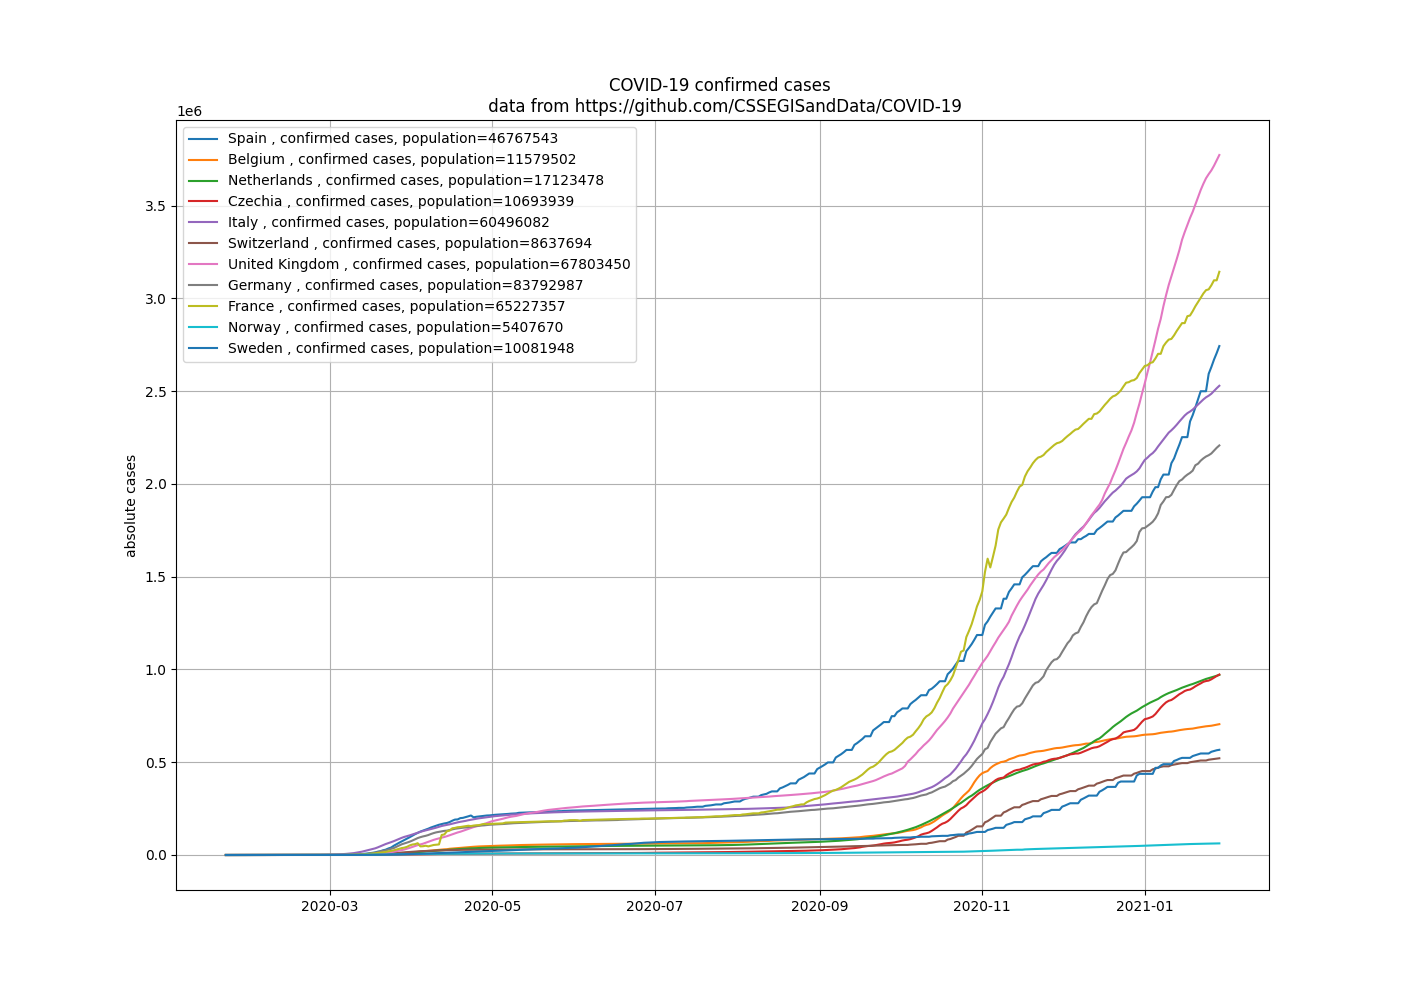 COVID-19 confirmed cases
data from https://github.com/CSSEGISandData/COVID-19
1e6
Spain , confirmed cases, population=46767543
Belgium , confirmed cases, population=11579502
Netherlands , confirmed cases, population=17123478
Czechia , confirmed cases, population=10693939
Italy , confirmed cases, population=60496082
Switzerland , confirmed cases, population=8637694
United Kingdom , confirmed cases, population=67803450
Germany , confirmed cases, population=83792987
France , confirmed cases, population=65227357
Norway , confirmed cases, population=5407670
Sweden , confirmed cases, population=10081948
absolute cases
3.5
3.0
2.5
2.0
1.5
1.0
0.5
0.0
2020-03 2020-05 2020-07 2020-09 2020-11 2021-01